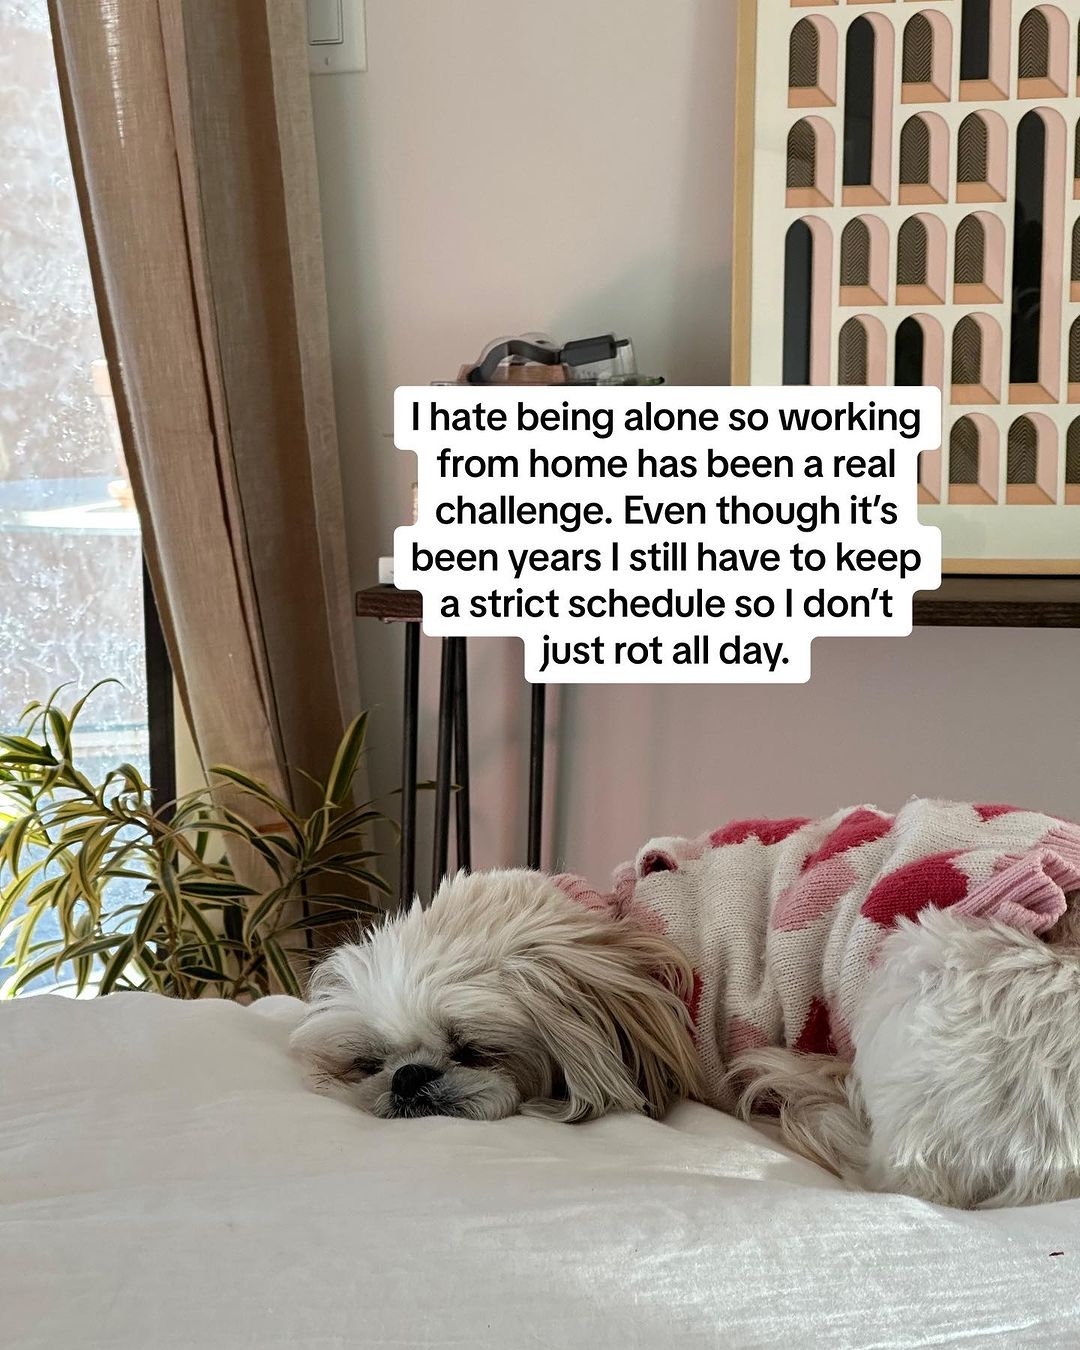 I hate being alone so working
from home has been a real
challenge. Even though it’s
been years I still have to keep
a strict schedule so I don’t
just rot all day.